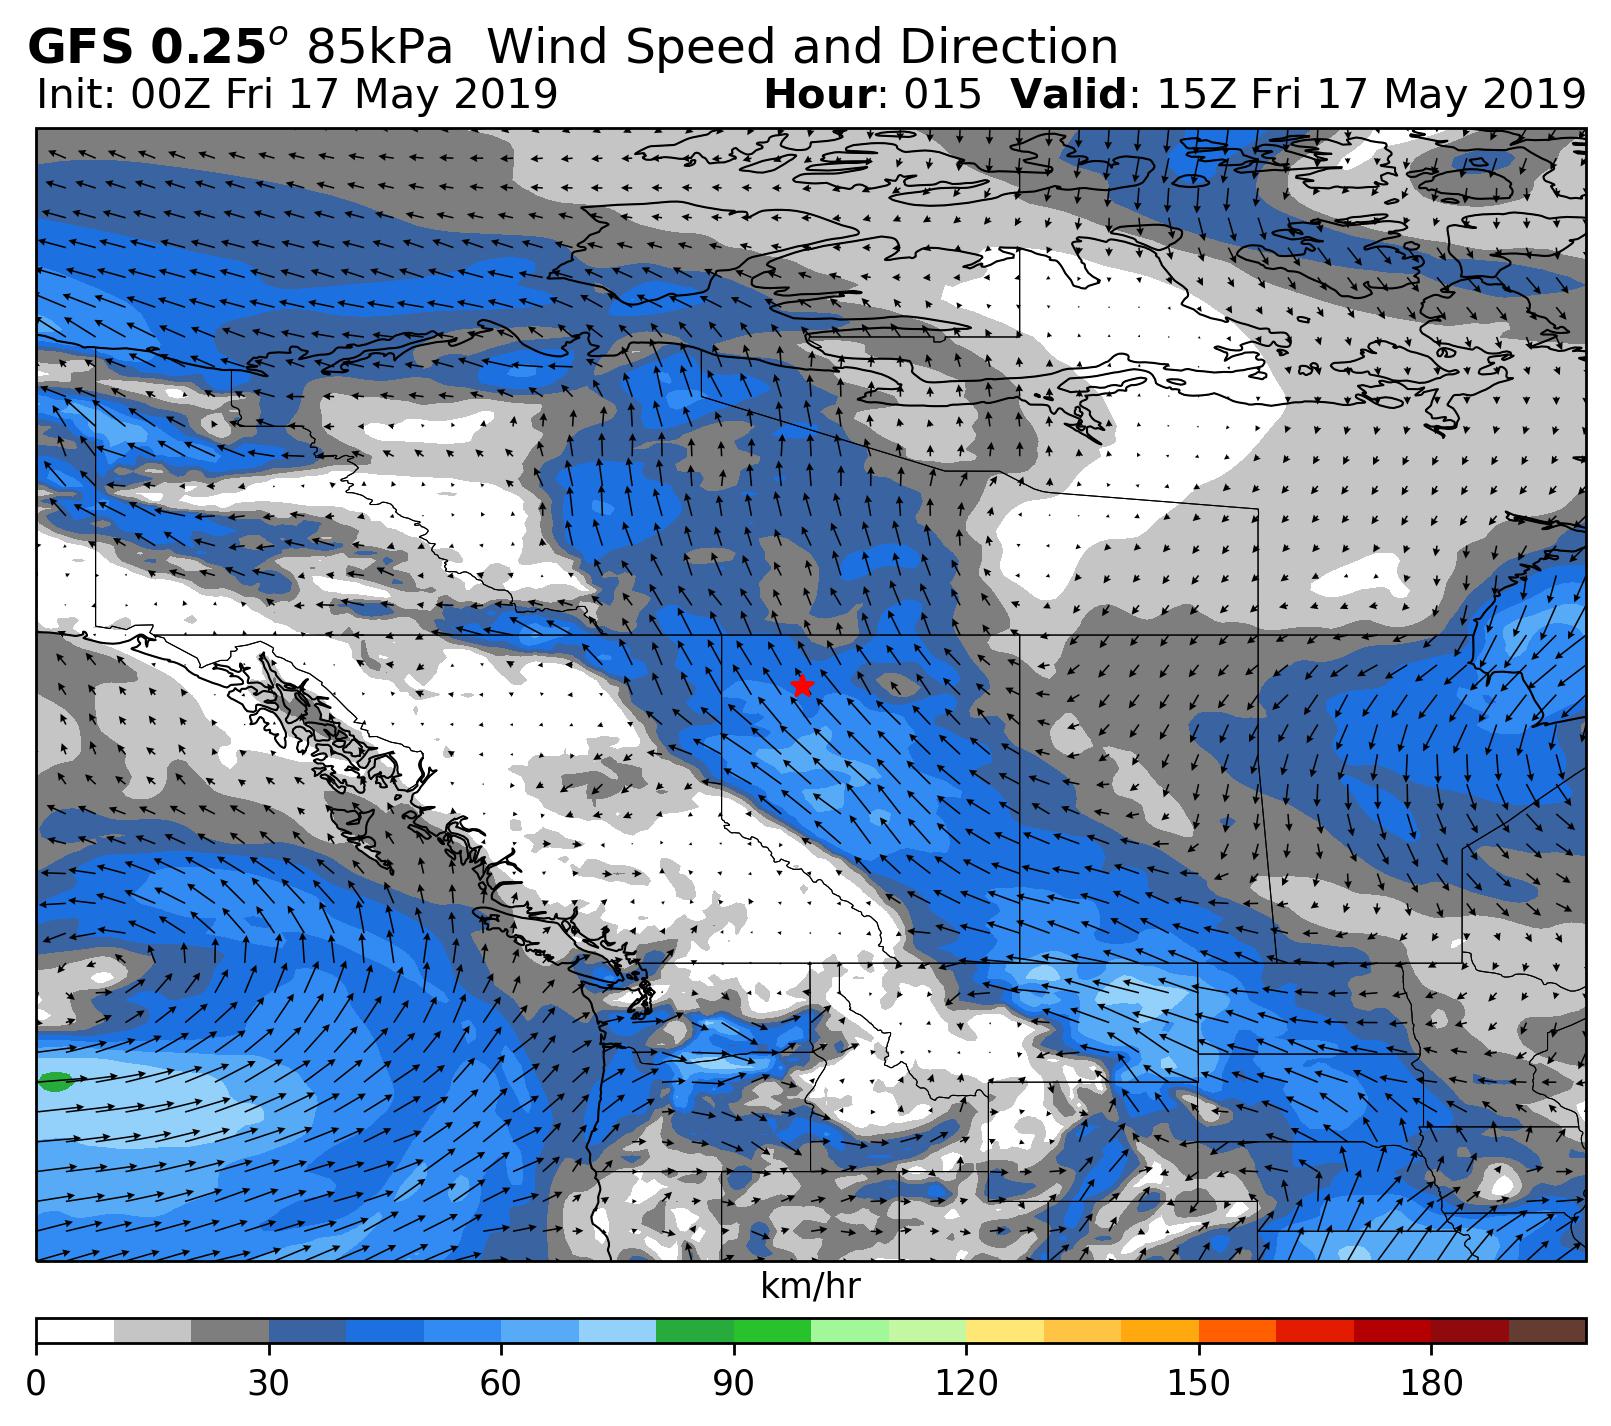 GFS 0.25° 85kPa Wind Speed and Direction
Init: 00Z Fri 17 May 2019 Hour: 015 Valid: 15Z Fri 17 May 2019
km/hr
0 30 60 90 120 150 180